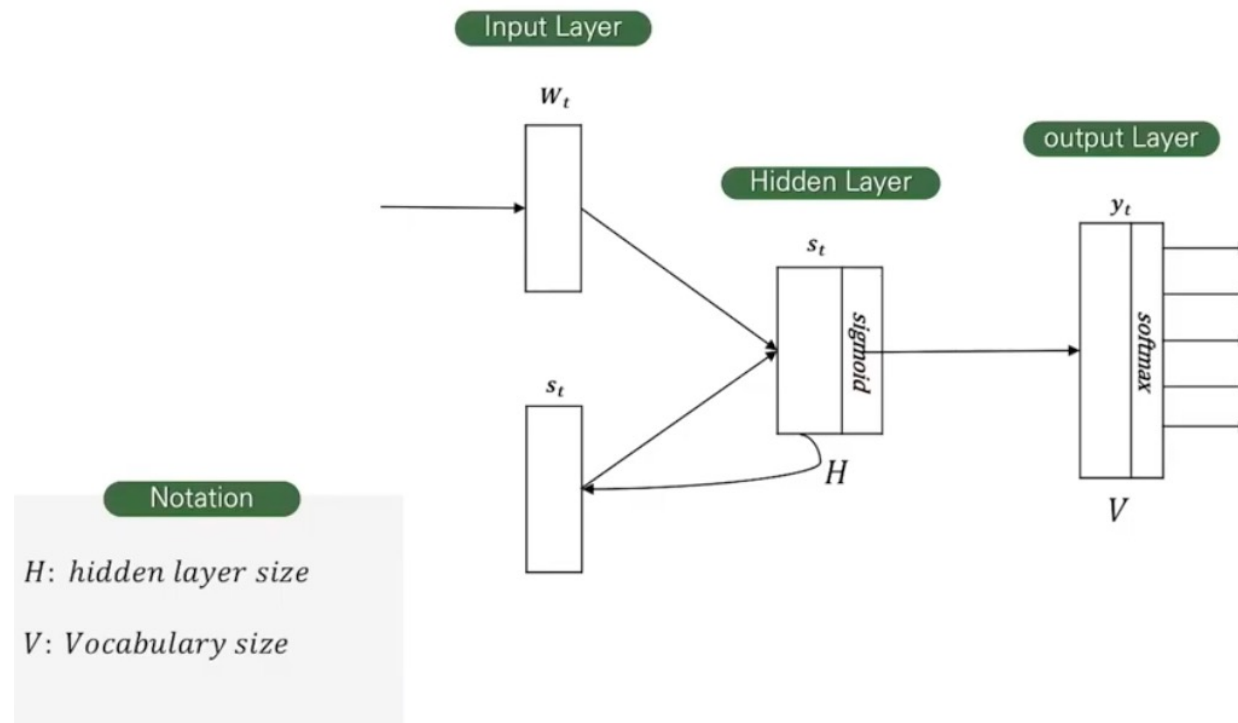 Input Layer
W_t
output Layer
Hidden Layer
y_t
s_t
sigmoid
softmax
s_t
H
V
Notation
H: hidden layer size
V: Vocabulary size